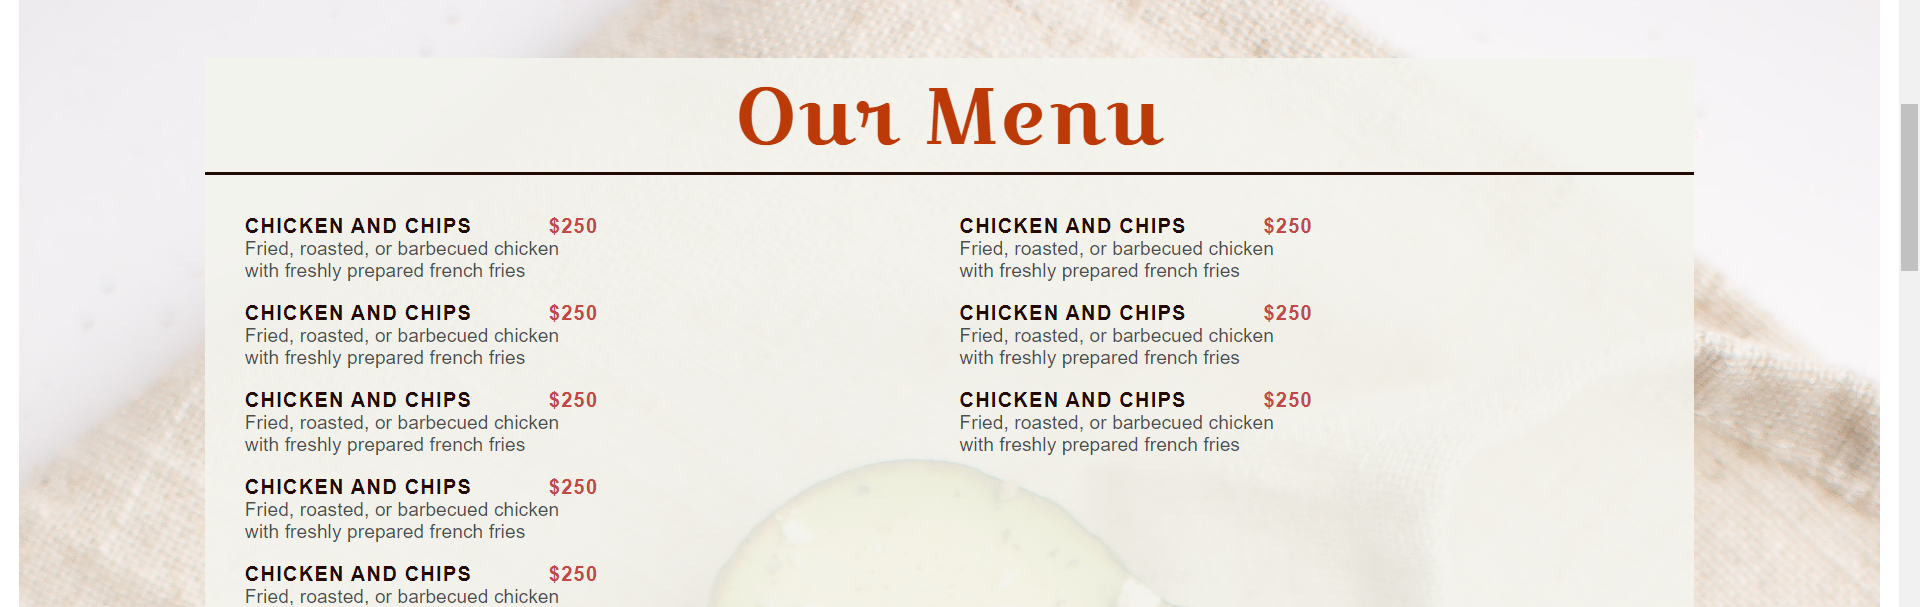 Our Menu
CHICKEN AND CHIPS $250
Fried, roasted, or barbecued chicken
with freshly prepared french fries
CHICKEN AND CHIPS $250
Fried, roasted, or barbecued chicken
with freshly prepared french fries
CHICKEN AND CHIPS $250
Fried, roasted, or barbecued chicken
with freshly prepared french fries
CHICKEN AND CHIPS $250
Fried, roasted, or barbecued chicken
with freshly prepared french fries
CHICKEN AND CHIPS $250
Fried, roasted, or barbecued chicken
CHICKEN AND CHIPS $250
Fried, roasted, or barbecued chicken
with freshly prepared french fries
CHICKEN AND CHIPS $250
Fried, roasted, or barbecued chicken
with freshly prepared french fries
CHICKEN AND CHIPS $250
Fried, roasted, or barbecued chicken
with freshly prepared french fries